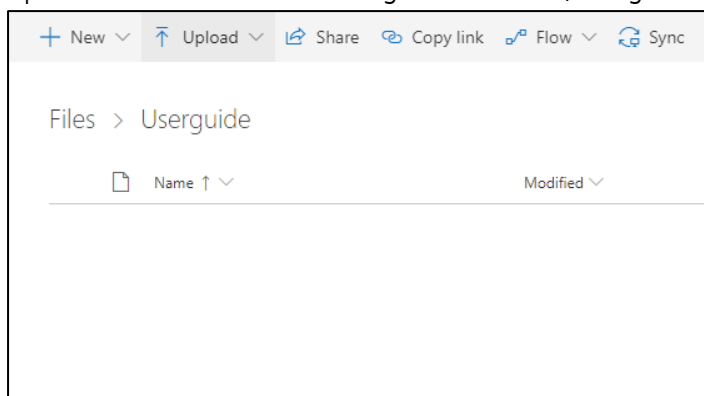 New Upload Share Copy link Flow Sync
Files > Userguide
Name ↑ Modified